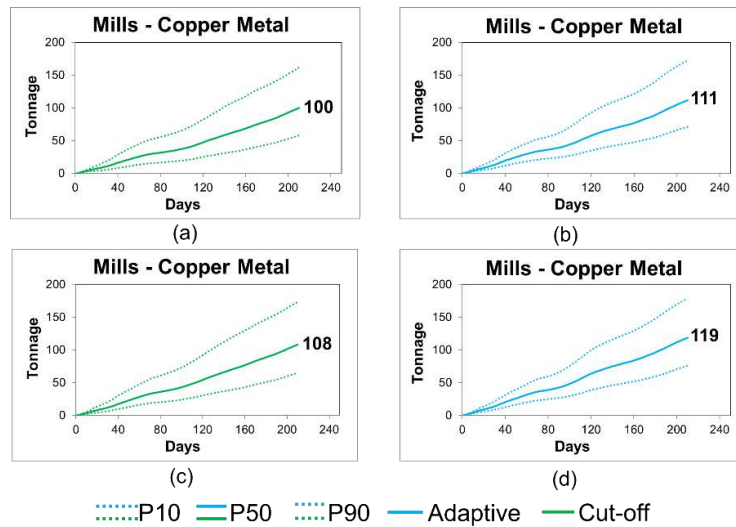 Mills - Copper Metal
200
150
100
50
0
Tonnage
100
0 40 80 120 160 200 240
Days
(a)
Mills - Copper Metal
200
150
100
50
0
Tonnage
111
0 40 80 120 160 200 240
Days
(b)
Mills - Copper Metal
200
150
100
50
0
Tonnage
108
0 40 80 120 160 200 240
Days
(c)
Mills - Copper Metal
200
150
100
50
0
Tonnage
119
0 40 80 120 160 200 240
Days
(d)
P10 P50 P90 Adaptive Cut-off